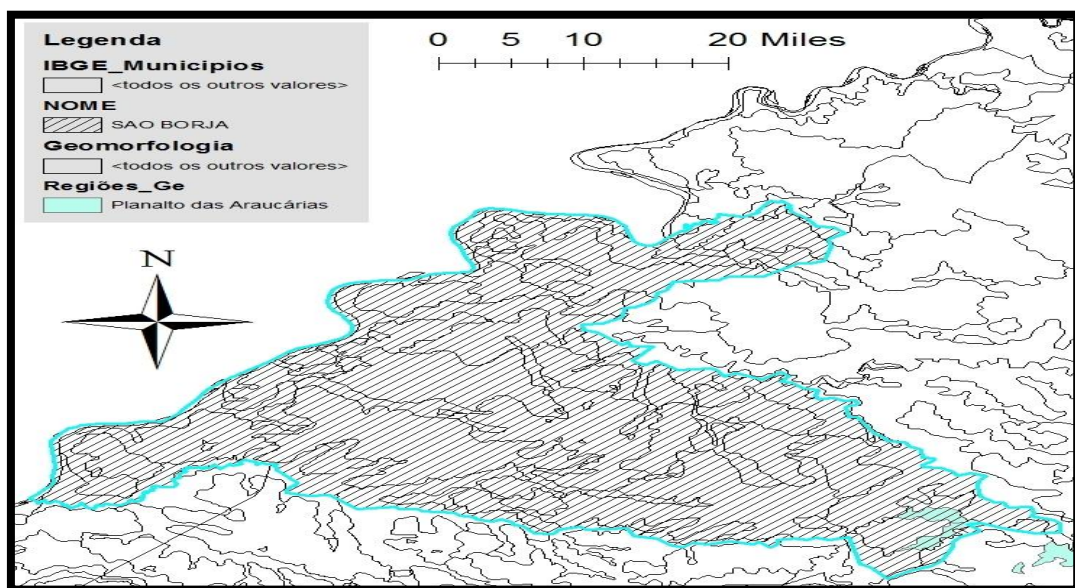 Legenda
IBGE_Municipios
<todos os outros valores>
NOME
SAO BORJA
Geomorfologia
<todos os outros valores>
Regiões_Ge
Planalto das Araucárias
0 5 10 20 Miles
N